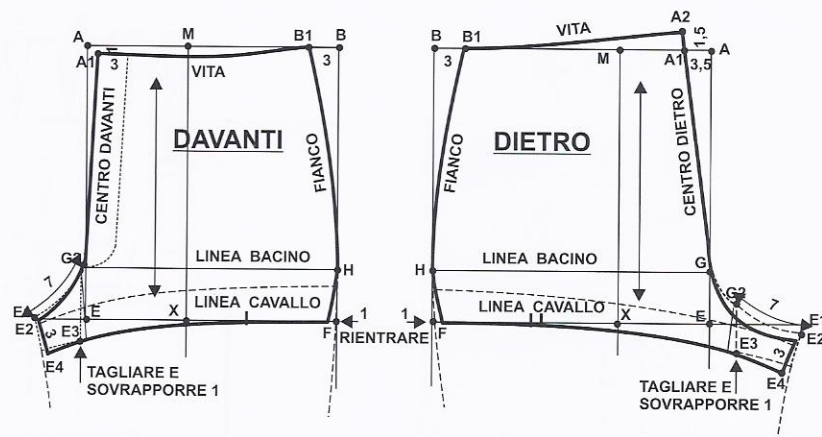 A
M
B1
B
A1
1
3
VITA
3
DAVANTI
CENTRO DAVANTI
FIANCO
LINEA BACINO
H
7
LINEA CAVALLO
E2
E
X
F
1
3
E3
E4
TAGLIARE E
SOVRAPPORRE 1
RIENTRARE
B
B1
VITA
A2
1,5
A
3
M
A1
3,5
DIETRO
FIANCO
CENTRO DIETRO
LINEA BACINO
H
G
G2
7
LINEA CAVALLO
1
F
X
E
E1
E2
E3
3
E4
TAGLIARE E
SOVRAPPORRE 1